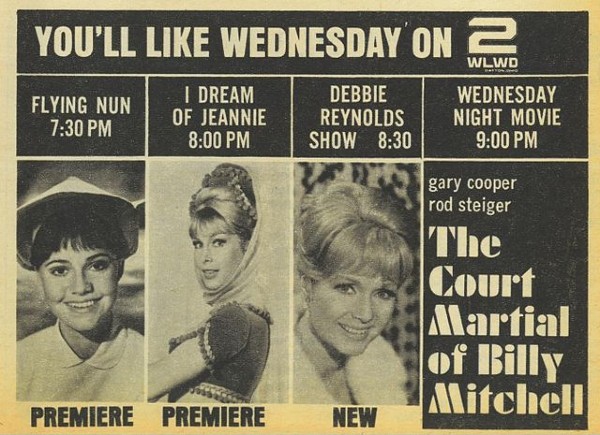 YOU'LL LIKE WEDNESDAY ON 2
WLWD
DAYTON, OHIO
FLYING NUN
7:30 PM
I DREAM
OF JEANNIE
8:00 PM
DEBBIE
REYNOLDS
SHOW 8:30
WEDNESDAY
NIGHT MOVIE
9:00 PM
gary cooper
rod steiger
The
Court
Martial
of Billy
Mitchell
PREMIERE
PREMIERE
NEW